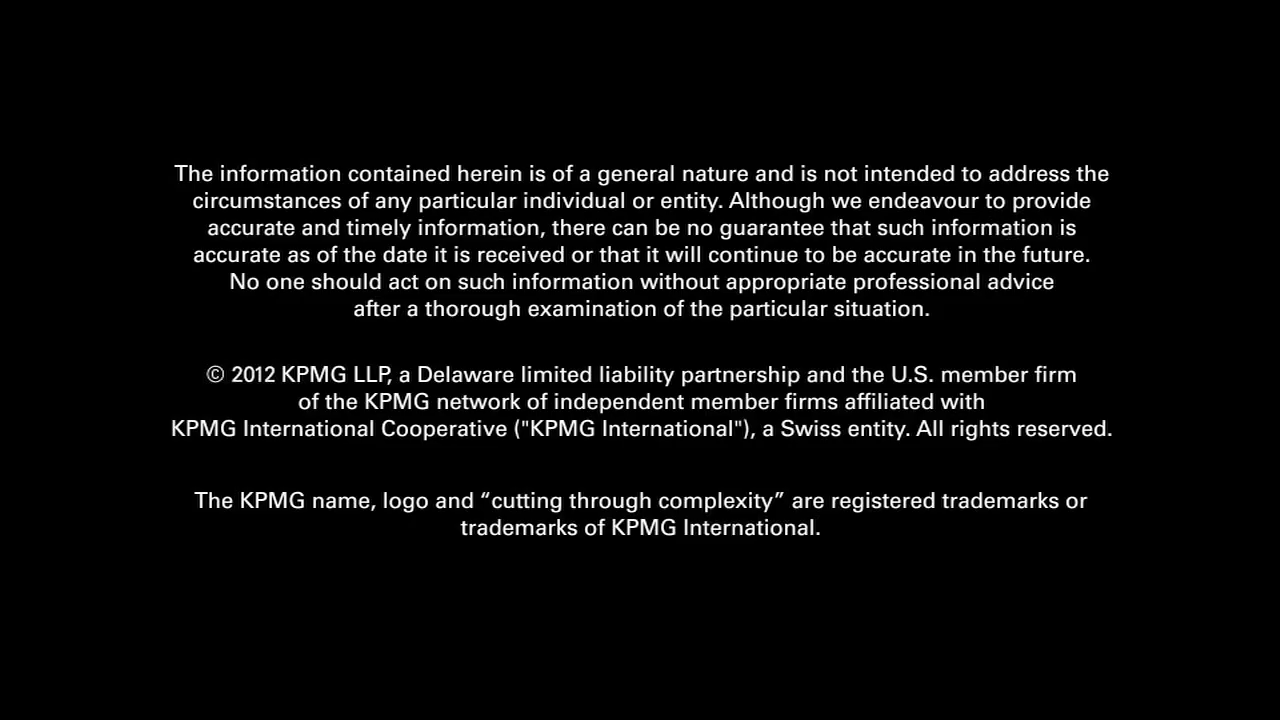 The information contained herein is of a general nature and is not intended to address the
circumstances of any particular individual or entity. Although we endeavour to provide
accurate and timely information, there can be no guarantee that such information is
accurate as of the date it is received or that it will continue to be accurate in the future.
No one should act on such information without appropriate professional advice
after a thorough examination of the particular situation.
© 2012 KPMG LLP, a Delaware limited liability partnership and the U.S. member firm
of the KPMG network of independent member firms affiliated with
KPMG International Cooperative ("KPMG International"), a Swiss entity. All rights reserved.
The KPMG name, logo and “cutting through complexity” are registered trademarks or
trademarks of KPMG International.